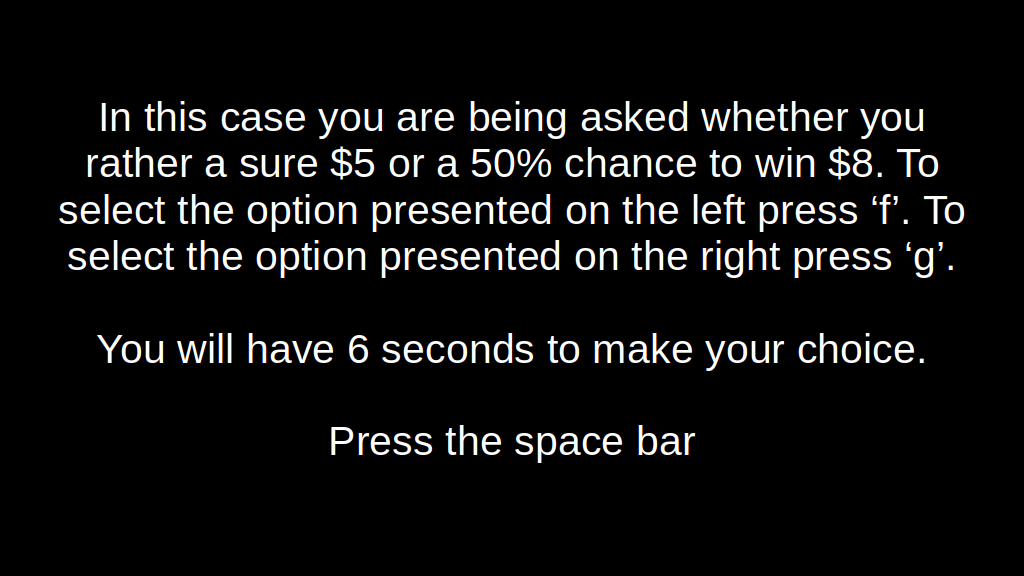 In this case you are being asked whether you
rather a sure $5 or a 50% chance to win $8. To
select the option presented on the left press ‘f’. To
select the option presented on the right press ‘g’.
You will have 6 seconds to make your choice.
Press the space bar